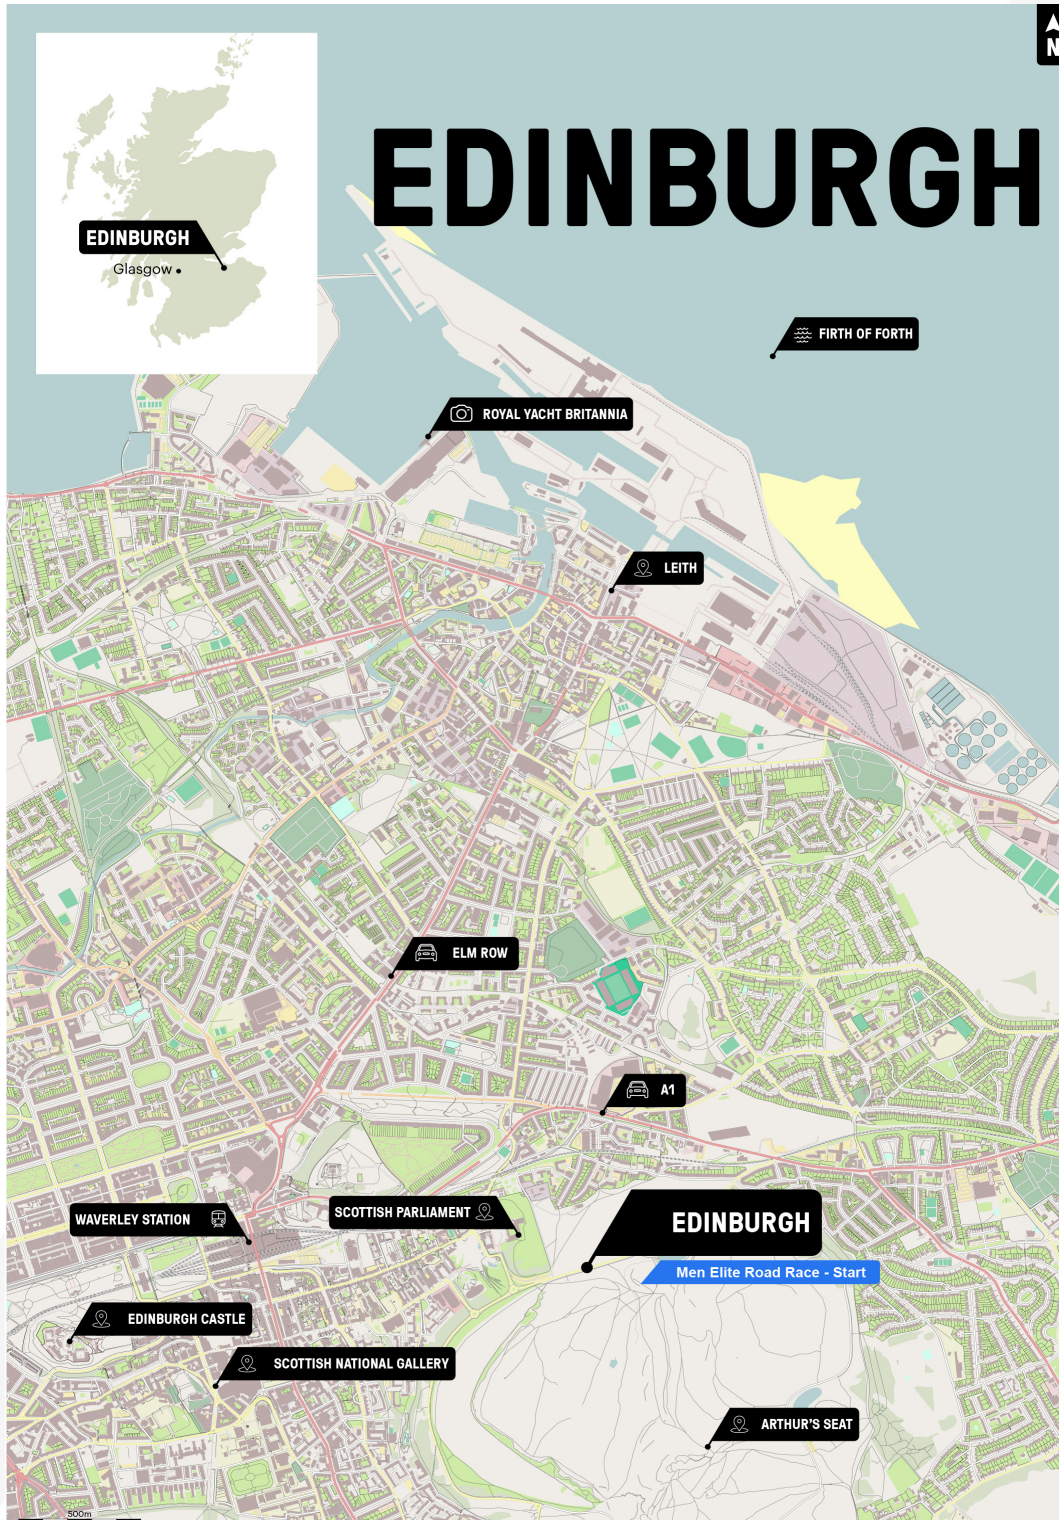 N
EDINBURGH
EDINBURGH
Glasgow
FIRTH OF FORTH
ROYAL YACHT BRITANNIA
LEITH
ELM ROW
A1
WAVERLEY STATION
SCOTTISH PARLIAMENT
EDINBURGH
Men Elite Road Race - Start
EDINBURGH CASTLE
SCOTTISH NATIONAL GALLERY
ARTHUR'S SEAT
500m